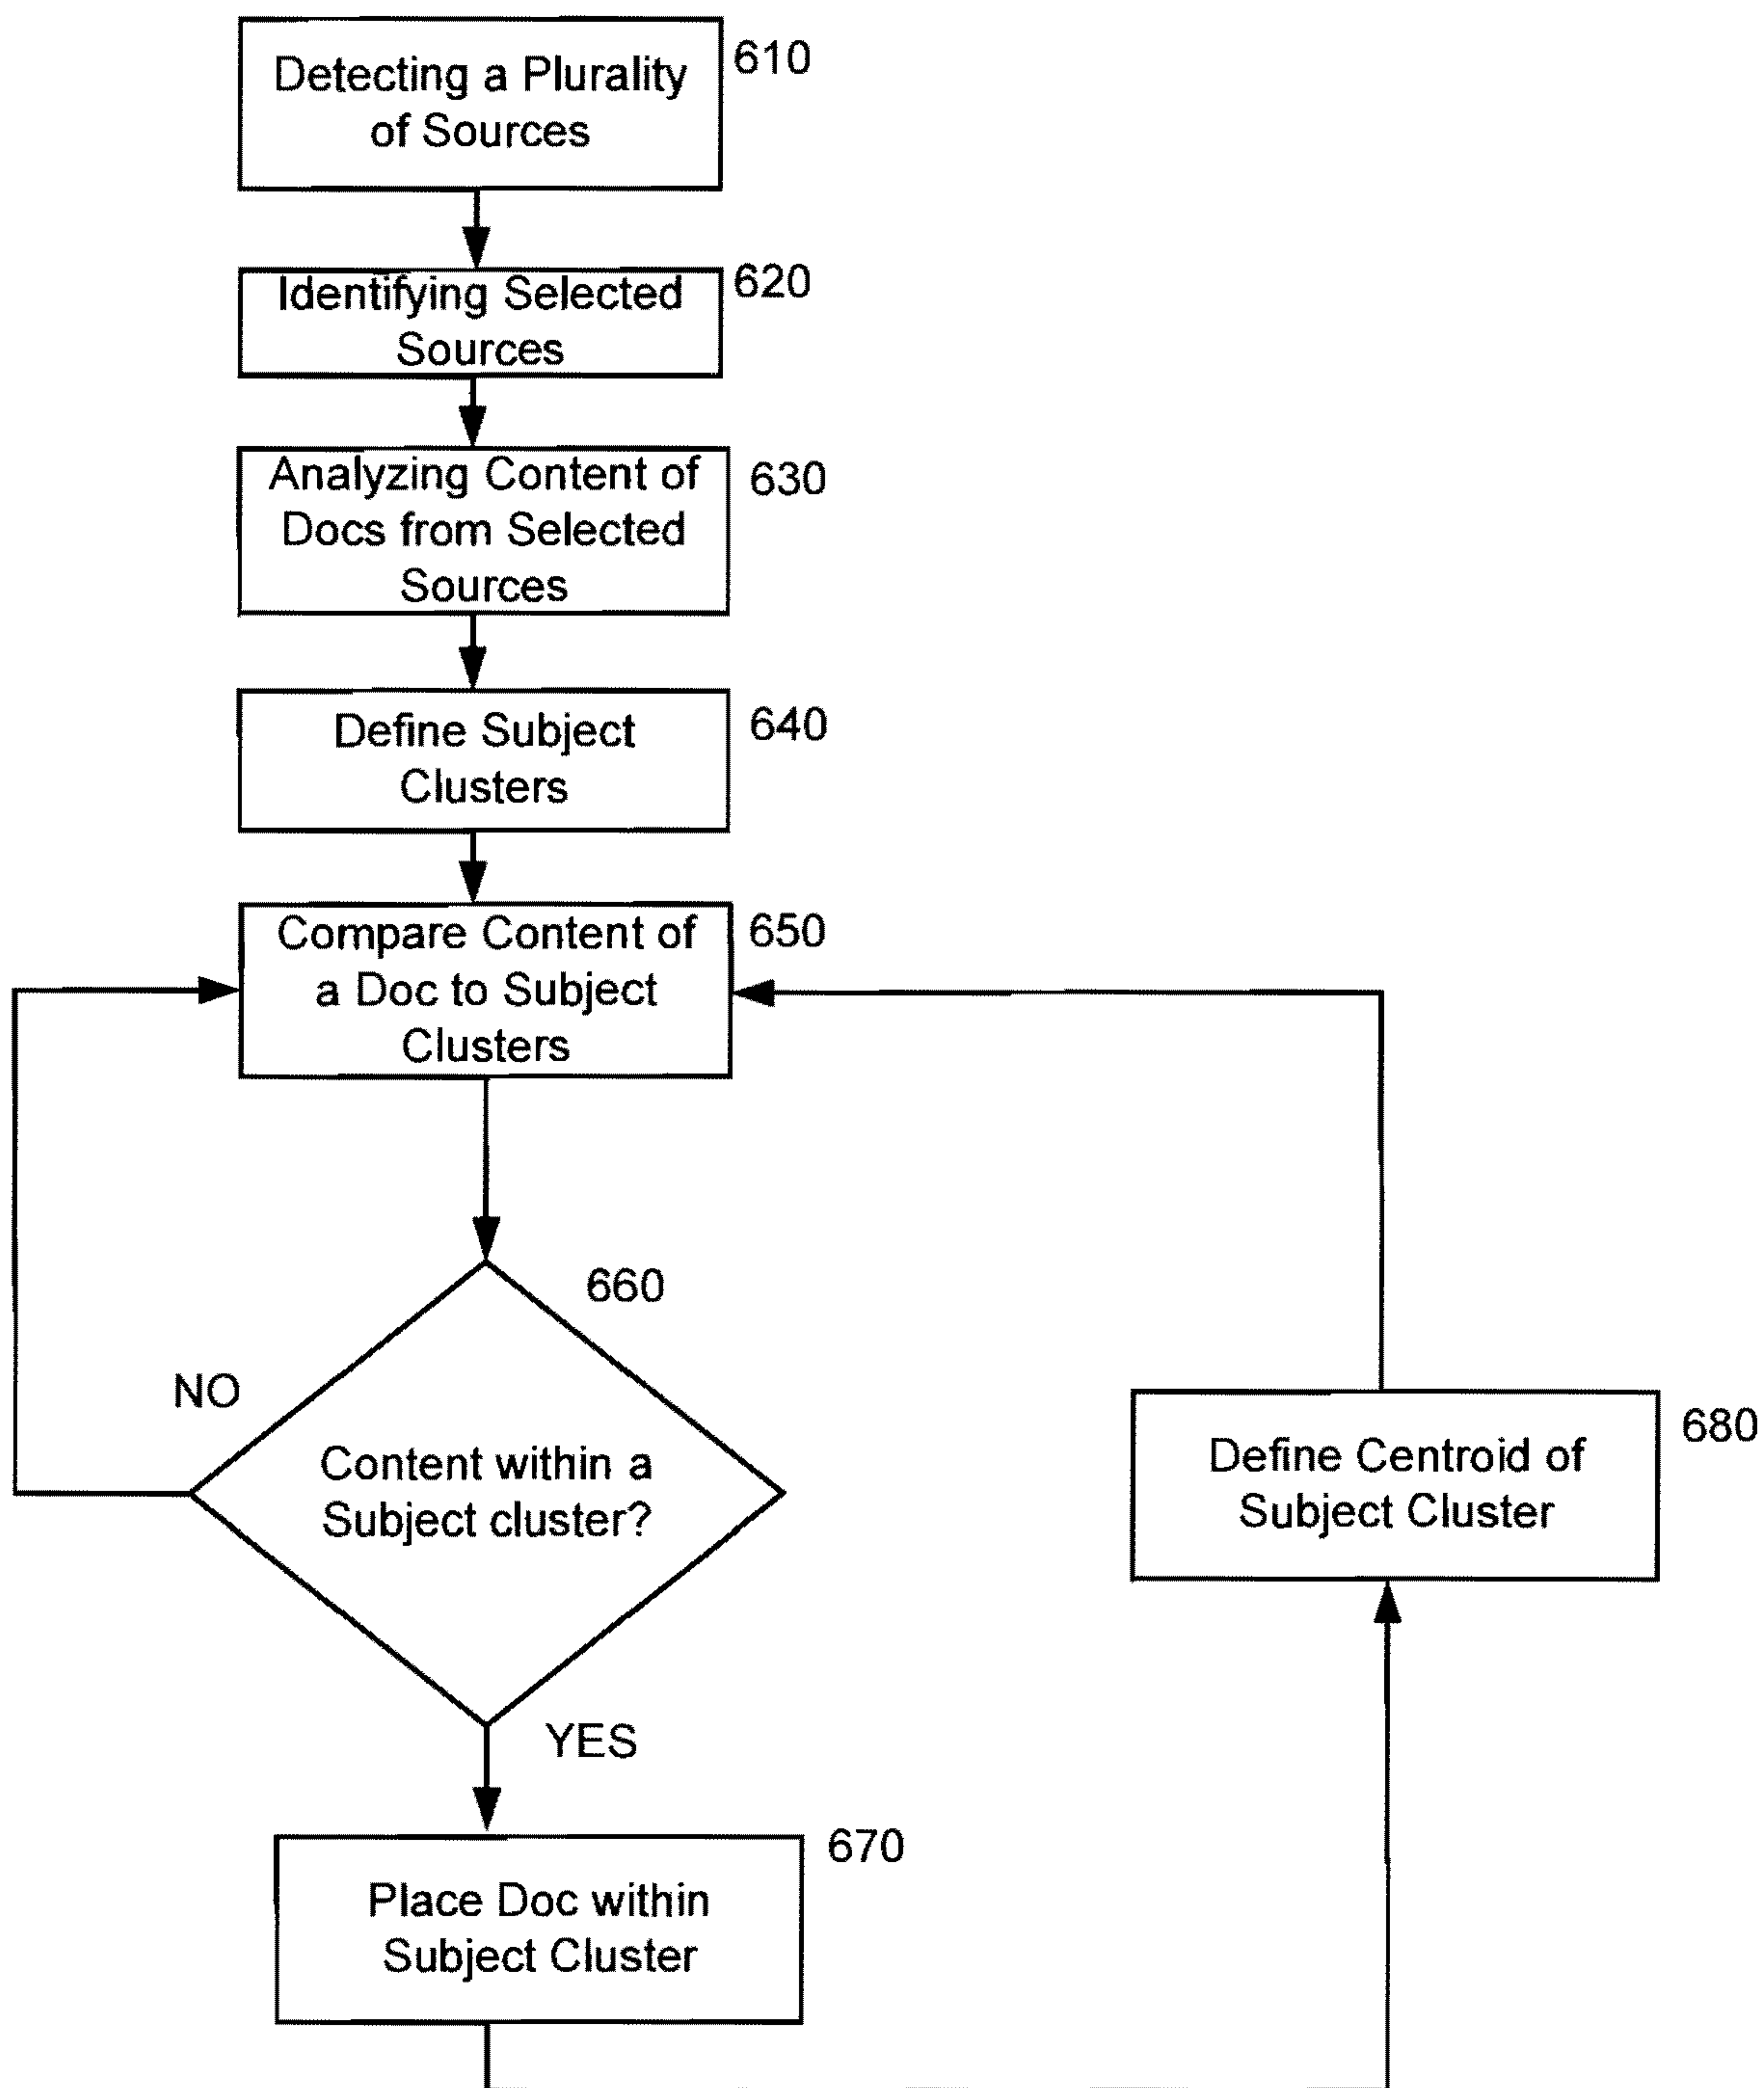 Detecting a Plurality
of Sources
610
Identifying Selected
Sources
620
Analyzing Content of
Docs from Selected
Sources
630
Define Subject
Clusters
640
Compare Content of
a Doc to Subject
Clusters
650
660
NO
Content within a
Subject cluster?
YES
Define Centroid of
Subject Cluster
680
Place Doc within
Subject Cluster
670